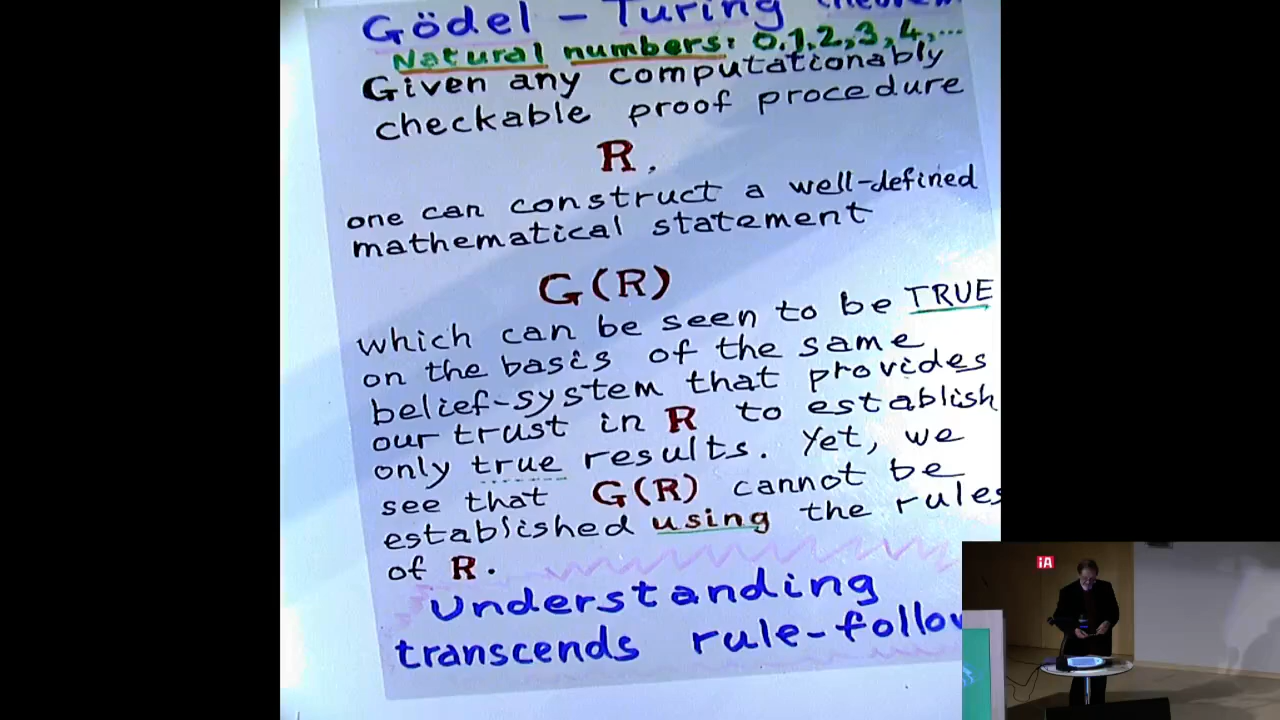 Gödel - Turing theorem
Natural numbers: 0,1,2,3,4,...
Given any computationably
checkable proof procedure
R,
one can construct a well-defined
mathematical statement
G(R)
which can be seen to be TRUE
on the basis of the same
belief-system that provides
our trust in R to establish
only true results. Yet, we
see that G(R) cannot be
established using the rules
of R.
Understanding
transcends rule-follow
iA